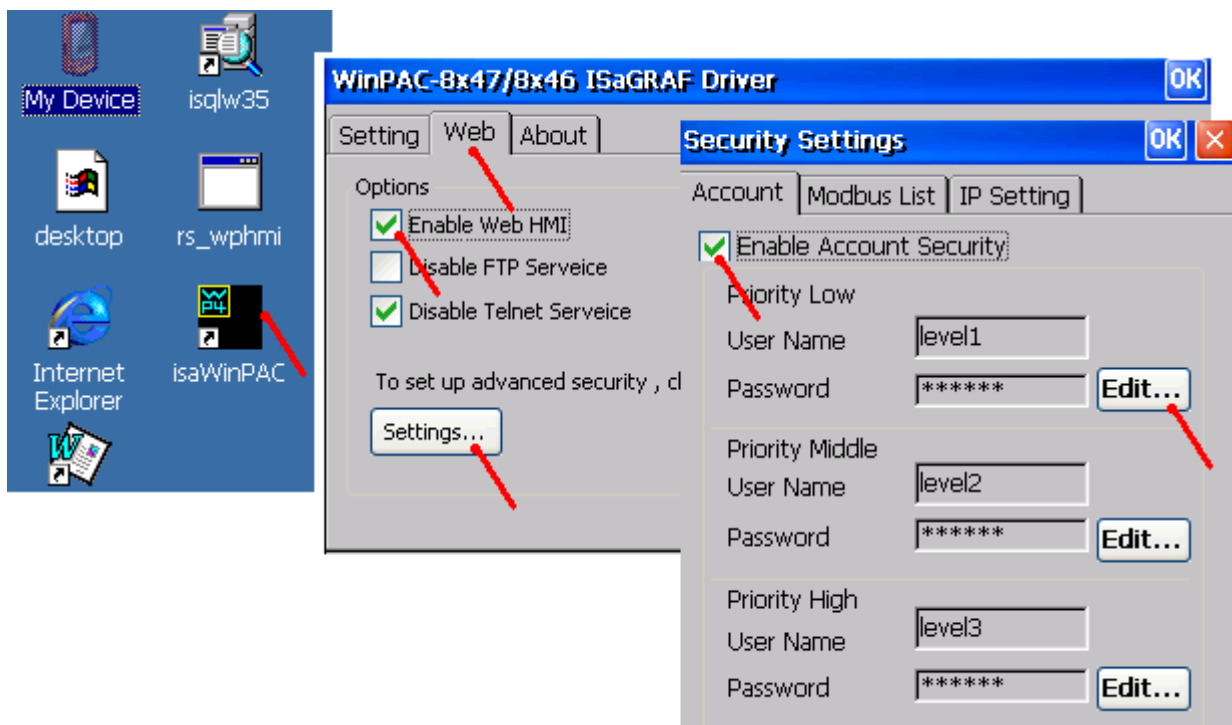 My Device
isqlw35
desktop
rs_wphmi
Internet
Explorer
isaWinPAC
WinPAC-8x47/8x46 ISaGRAF Driver
OK
Setting
Web
About
Options
Enable Web HMI
Disable FTP Serveice
Disable Telnet Serveice
To set up advanced security , cl
Settings...
Security Settings
OK
Account
Modbus List
IP Setting
Enable Account Security
Priority Low
User Name
level1
Password
******
Edit...
Priority Middle
User Name
level2
Password
******
Edit...
Priority High
User Name
level3
Password
******
Edit...